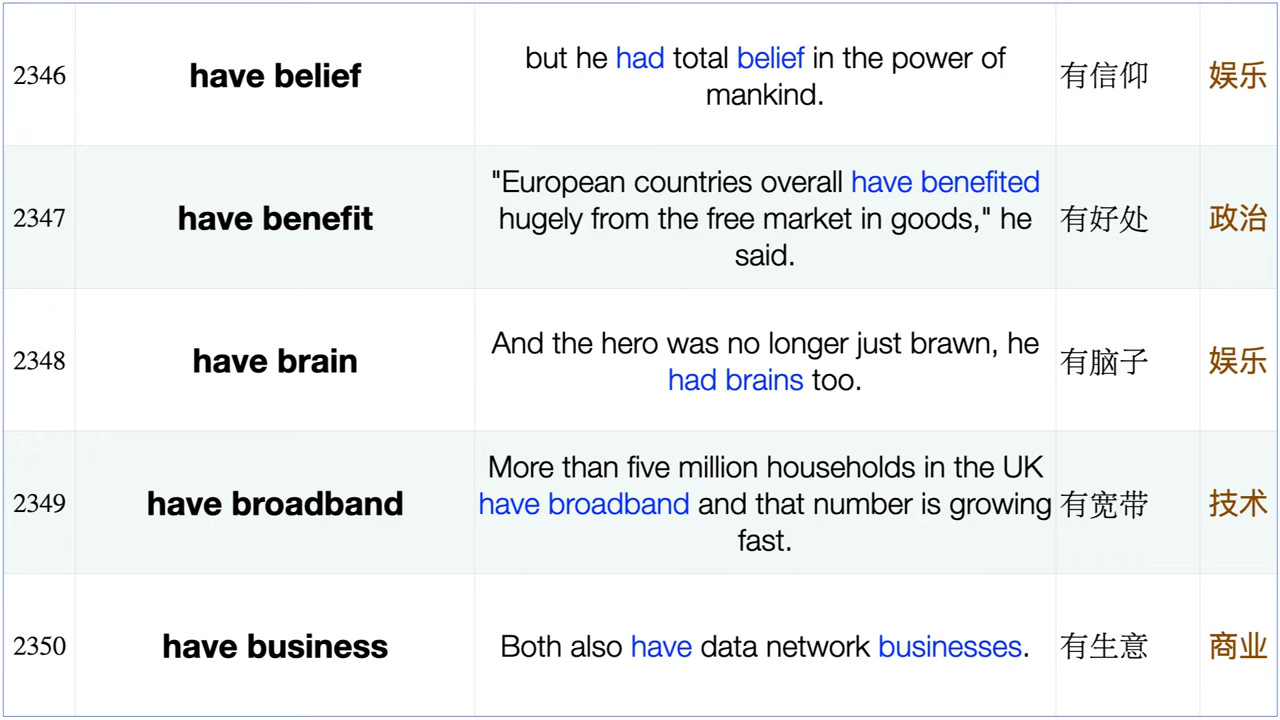 2346 have belief but he had total belief in the power of 有信仰 娱乐
mankind.
2347 have benefit "European countries overall have benefited 有好处 政治
hugely from the free market in goods," he
said.
2348 have brain And the hero was no longer just brawn, he 有脑子 娱乐
had brains too.
2349 have broadband More than five million households in the UK 有宽带 技术
have broadband and that number is growing
fast.
2350 have business Both also have data network businesses. 有生意 商业